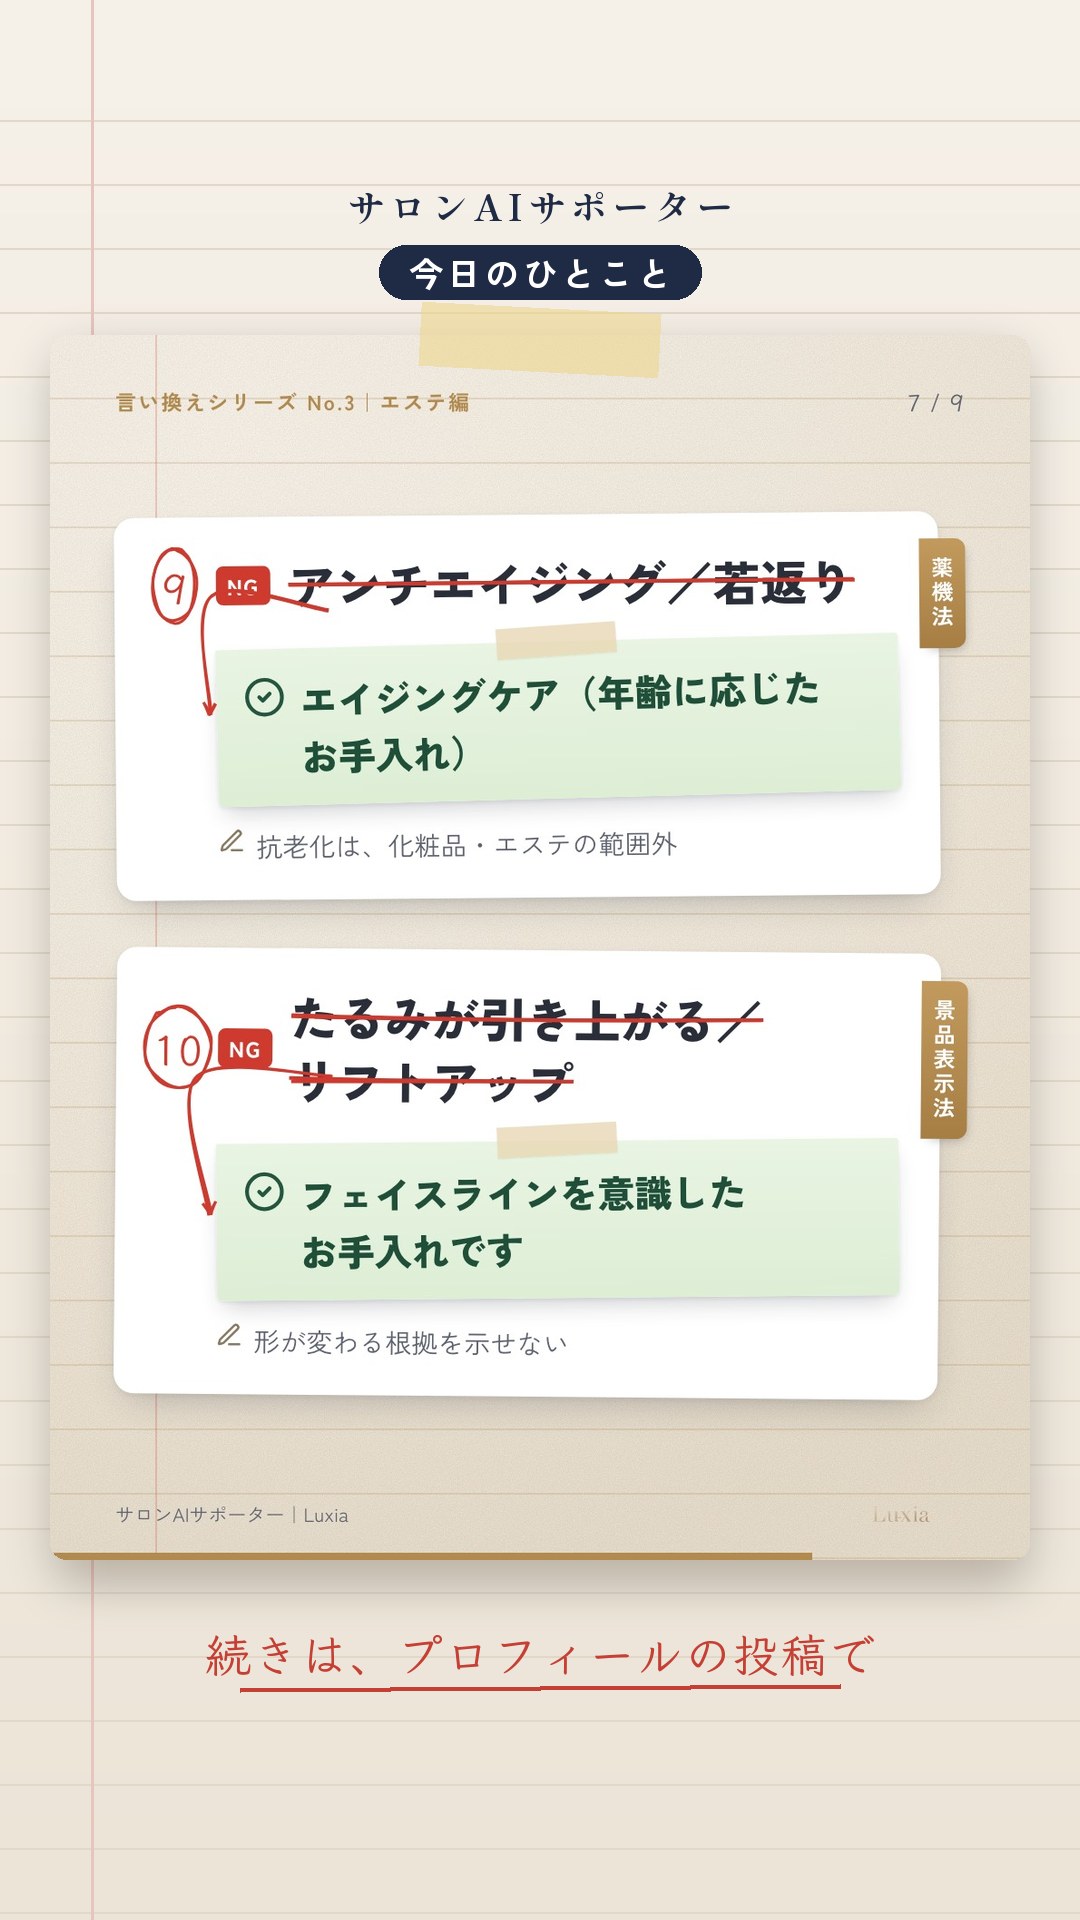 サロンAIサポーター
今日のひとこと
言い換えシリーズ No.3｜エステ編
7 / 9
9
NG
アンチエイジング／若返り
薬機法
エイジングケア（年齢に応じた
お手入れ）
抗老化は、化粧品・エステの範囲外
10
NG
たるみが引き上がる／
リフトアップ
景品表示法
フェイスラインを意識した
お手入れです
形が変わる根拠を示せない
サロンAIサポーター｜Luxia
Luxia
続きは、プロフィールの投稿で